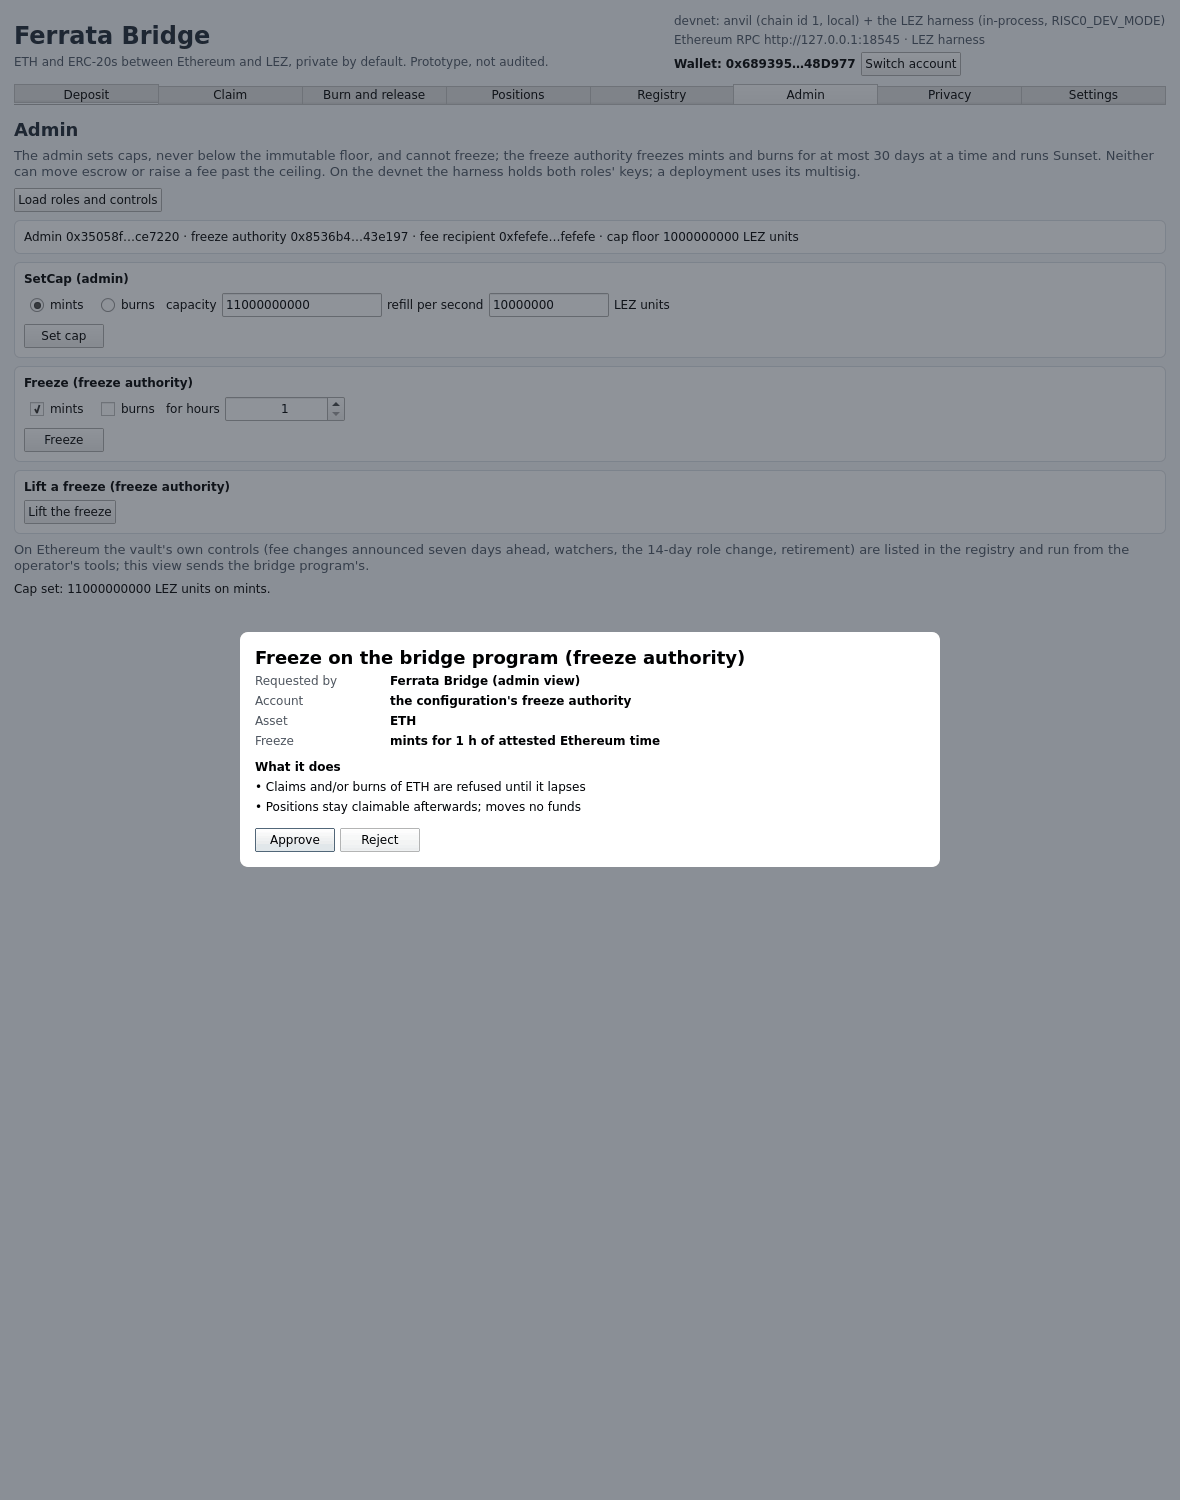 Ferrata Bridge
ETH and ERC-20s between Ethereum and LEZ, private by default. Prototype, not audited.
devnet: anvil (chain id 1, local) + the LEZ harness (in-process, RISC0_DEV_MODE)
Ethereum RPC http://127.0.0.1:18545 · LEZ harness
Wallet: 0x689395…48D977 Switch account
Deposit Claim Burn and release Positions Registry Admin Privacy Settings
Admin
The admin sets caps, never below the immutable floor, and cannot freeze; the freeze authority freezes mints and burns for at most 30 days at a time and runs Sunset. Neither
can move escrow or raise a fee past the ceiling. On the devnet the harness holds both roles' keys; a deployment uses its multisig.
Load roles and controls
Admin 0x35058f…ce7220 · freeze authority 0x8536b4…43e197 · fee recipient 0xfefefe…fefefe · cap floor 1000000000 LEZ units
SetCap (admin)
mints burns capacity 11000000000 refill per second 10000000 LEZ units
Set cap
Freeze (freeze authority)
mints burns for hours 1
Freeze
Lift a freeze (freeze authority)
Lift the freeze
On Ethereum the vault's own controls (fee changes announced seven days ahead, watchers, the 14-day role change, retirement) are listed in the registry and run from the
operator's tools; this view sends the bridge program's.
Cap set: 11000000000 LEZ units on mints.
Freeze on the bridge program (freeze authority)
Requested by Ferrata Bridge (admin view)
Account the configuration's freeze authority
Asset ETH
Freeze mints for 1 h of attested Ethereum time
What it does
• Claims and/or burns of ETH are refused until it lapses
• Positions stay claimable afterwards; moves no funds
Approve Reject